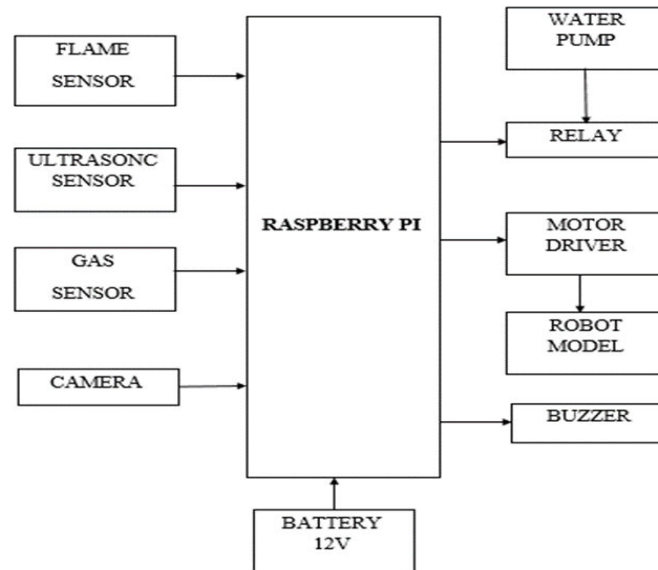 FLAME
SENSOR
ULTRASONC
SENSOR
GAS
SENSOR
CAMERA
RASPBERRY PI
BATTERY
12V
WATER
PUMP
RELAY
MOTOR
DRIVER
ROBOT
MODEL
BUZZER